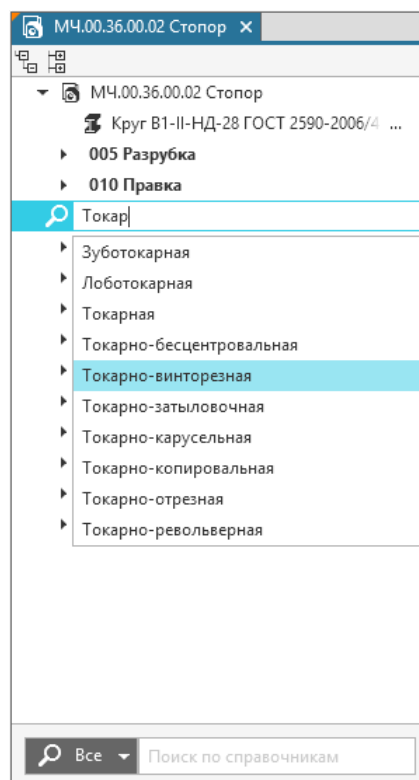 МЧ.00.36.00.02 Стопор
МЧ.00.36.00.02 Стопор
Круг В1-II-НД-28 ГОСТ 2590-2006/4 ...
005 Разрубка
010 Правка
Токар
Зуботокарная
Лоботокарная
Токарная
Токарно-бесцентровальная
Токарно-винторезная
Токарно-затыловочная
Токарно-карусельная
Токарно-копировальная
Токарно-отрезная
Токарно-револьверная
Все
Поиск по справочникам